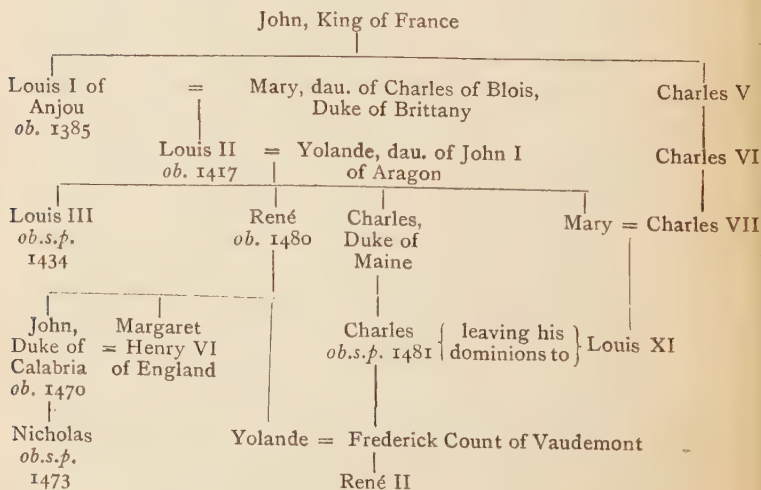 John, King of France
Louis I of
Anjou
ob. 1385
=
Mary, dau. of Charles of Blois,
Duke of Brittany
Charles V
Louis II = Yolande, dau. of John I
ob. 1417
of Aragon
Charles VI
Louis III
ob.s.p.
1434
René
ob. 1480
Charles,
Duke of
Maine
Mary = Charles VII
John,
Duke of
Calabria
ob. 1470
Margaret
= Henry VI
of England
Charles
ob.s.p. 1481
{ leaving his
dominions to }
Louis XI
Nicholas
ob.s.p.
1473
Yolande = Frederick Count of Vaudemont
René II